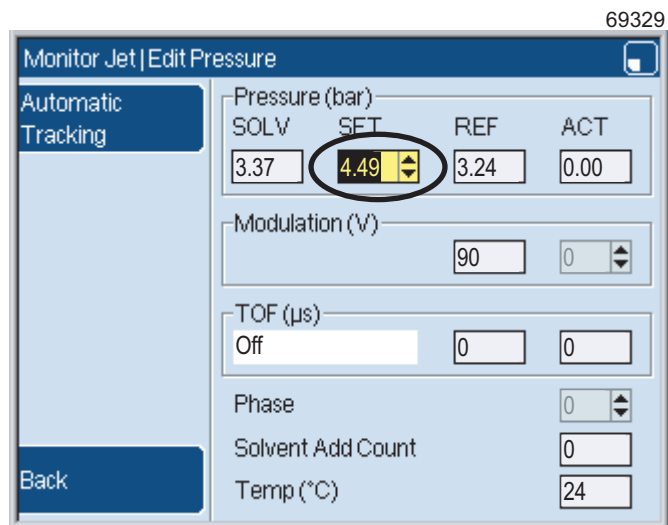 69329
Monitor Jet | Edit Pressure
Automatic
Tracking
Pressure (bar)
SOLV SET REF ACT
3.37 4.49 3.24 0.00
Modulation (V)
90 0
TOF (µs)
Off 0 0
Phase 0
Solvent Add Count 0
Back
Temp (°C) 24